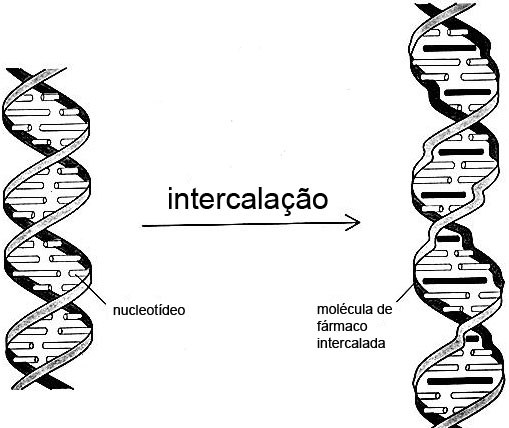 intercalação
nucleotídeo
molécula de
fármaco
intercalada